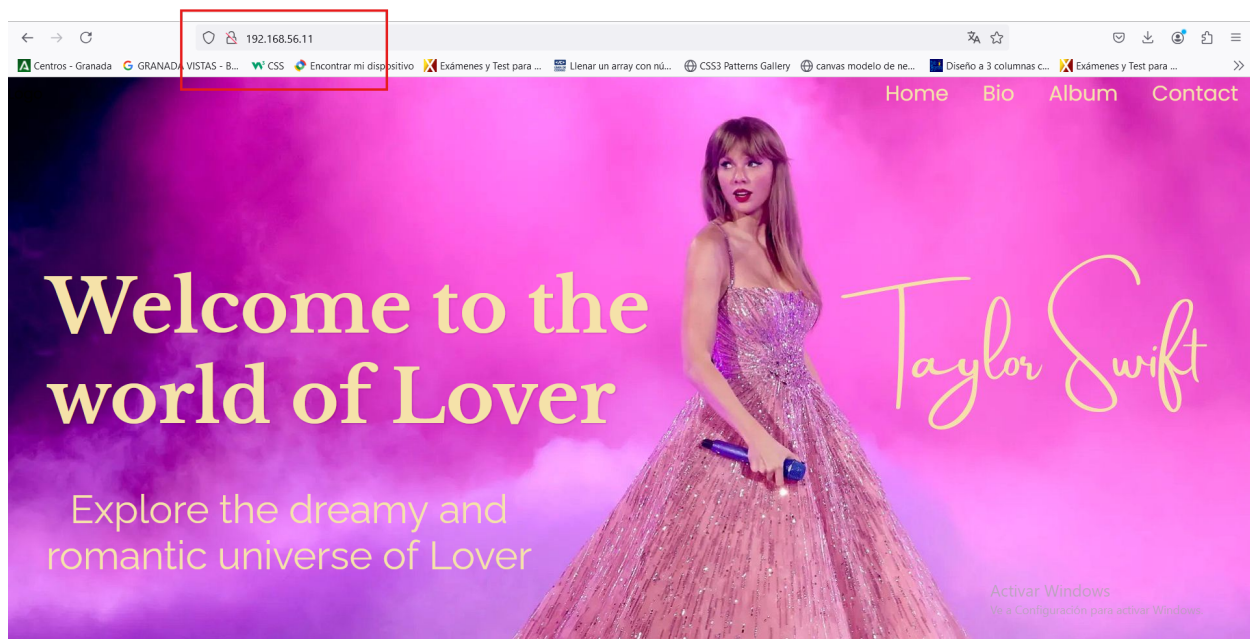 192.168.56.11
Centros - Granada GRANADA VISTAS - B... CSS Encontrar mi dispositivo Exámenes y Test para ... Llenar un array con nú... CSS3 Patterns Gallery canvas modelo de ne... Diseño a 3 columnas c... Exámenes y Test para ...
Home Bio Album Contact
Welcome to the
world of Lover
Taylor Swift
Explore the dreamy and
romantic universe of Lover
Activar Windows
Ve a Configuración para activar Windows.